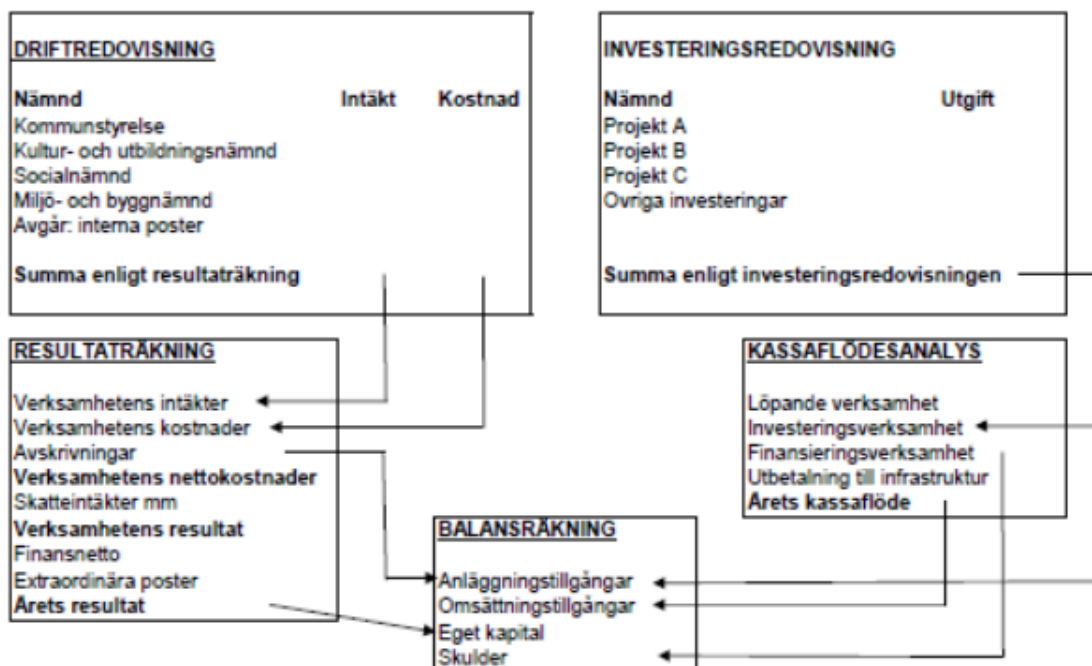 DRIFTREDOVISNING
Nämnd Intäkt Kostnad
Kommunstyrelse
Kultur- och utbildningsnämnd
Socialnämnd
Miljö- och byggnämnd
Avgår: interna poster
Summa enligt resultaträkning
INVESTERINGSREDOVISNING
Nämnd Utgift
Projekt A
Projekt B
Projekt C
Ovriga investeringar
Summa enligt investeringsredovisningen
RESULTATRÄKNING
Verksamhetens intäkter
Verksamhetens kostnader
Avskrivningar
Verksamhetens nettokostnader
Skatteintäkter mm
Verksamhetens resultat
Finansnetto
Extraordinära poster
Årets resultat
KASSAFLÖDESANALYS
Löpande verksamhet
Investeringsverksamhet
Finansieringsverksamhet
Utbetalning till infrastruktur
Årets kassaflöde
BALANSRÄKNING
Anläggningstillgångar
Omsättningstillgångar
Eget kapital
Skulder